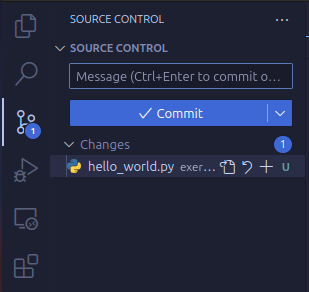 SOURCE CONTROL
SOURCE CONTROL
Message (Ctrl+Enter to commit o...
Commit
Changes 1
hello_world.py exer... U
1